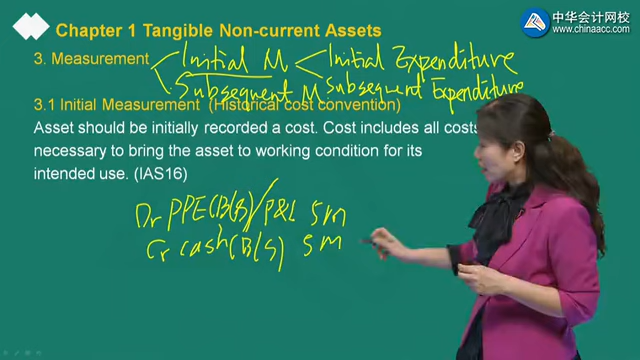 中华会计网校
www.chinaacc.com
Chapter 1 Tangible Non-current Assets
3. Measurement
Initial M
Initial Expenditure
Subsequent M
Subsequent Expenditure
3.1 Initial Measurement (Historical cost convention)
Asset should be initially recorded a cost. Cost includes all costs
necessary to bring the asset to working condition for its
intended use. (IAS16)
Dr PPE / P&L 5m
Cr cash (B/S) 5m